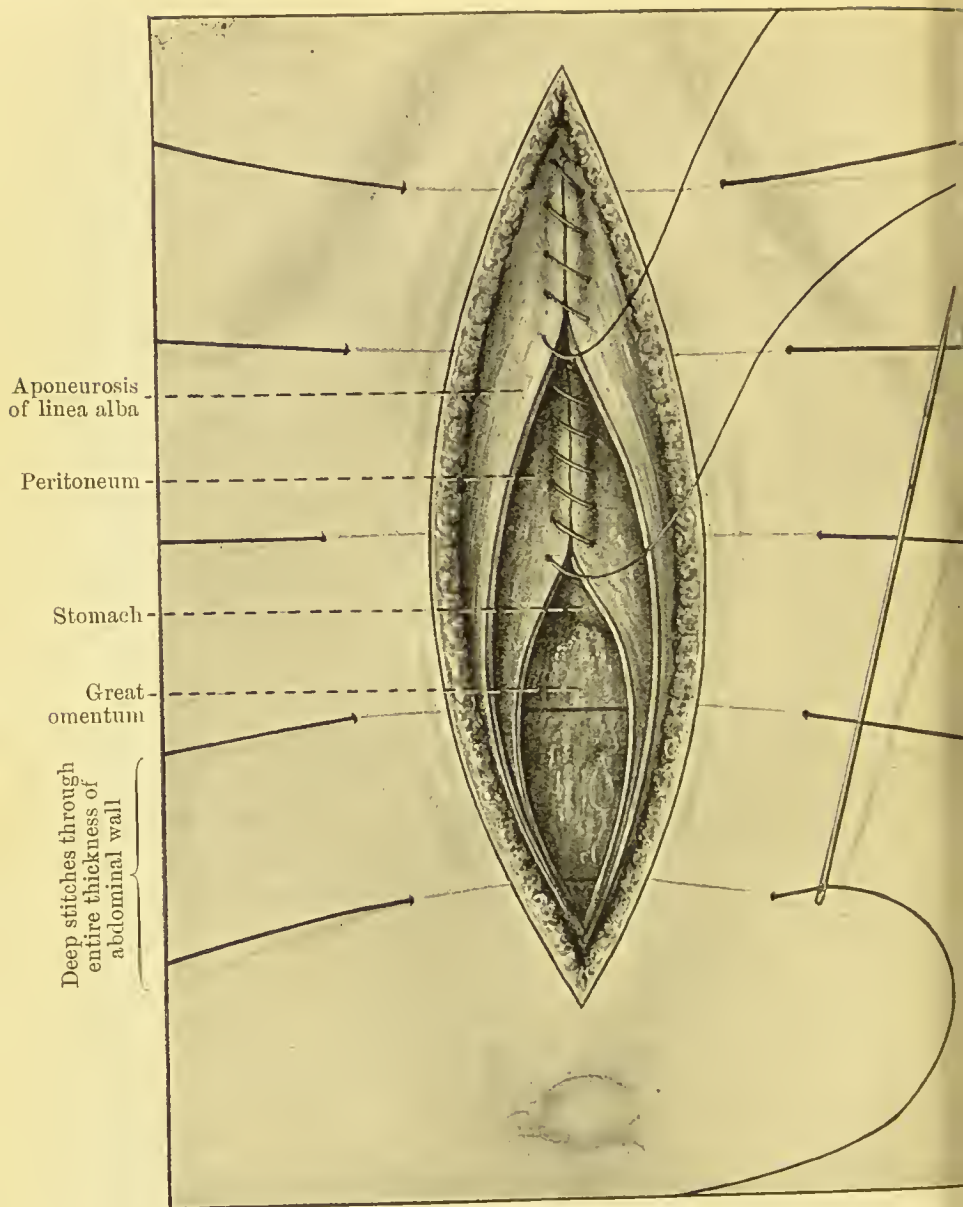 Aponeurosis
of linea alba
Peritoneum
Stomach
Great
omentum
Deep stitches through
entire thickness of
abdominal wall